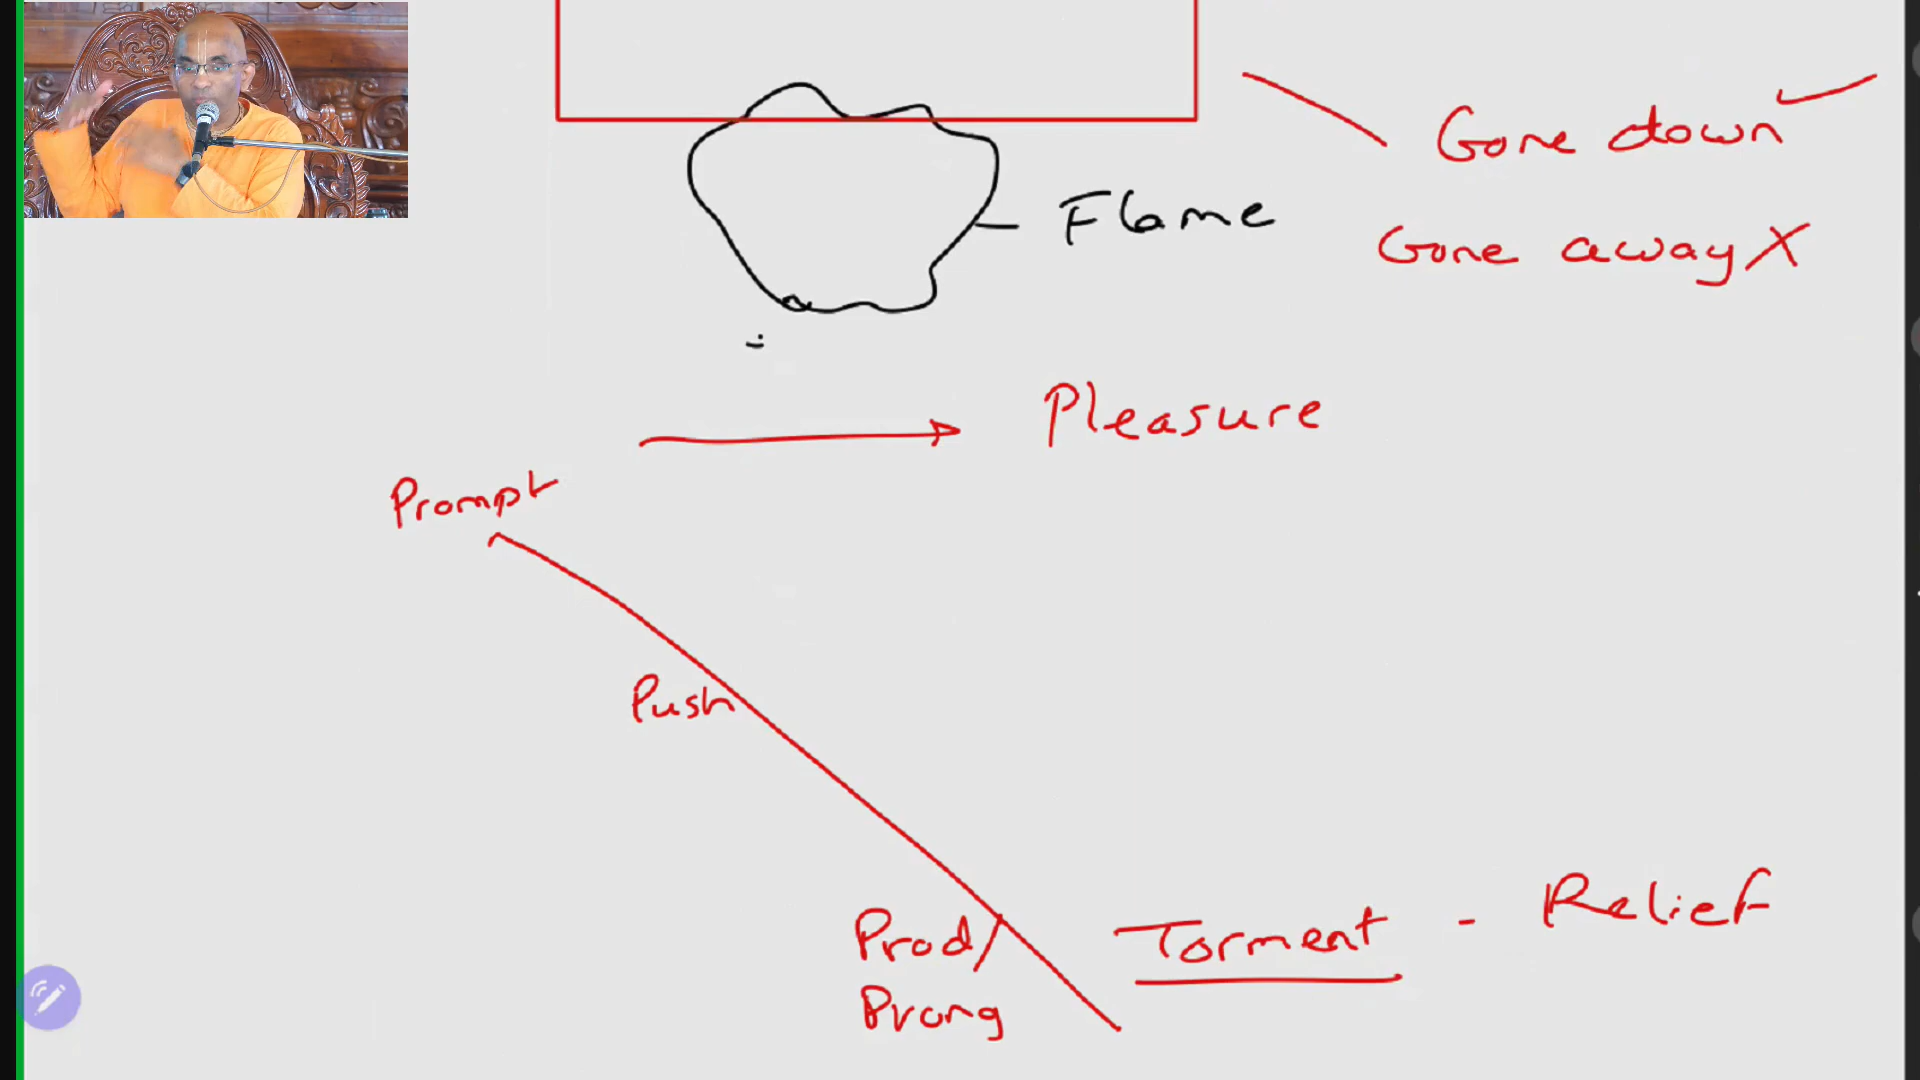 Gone down
Flame
Gone away X
Pleasure
Prompt
Push
Prod/
Prong
Torment - Relief